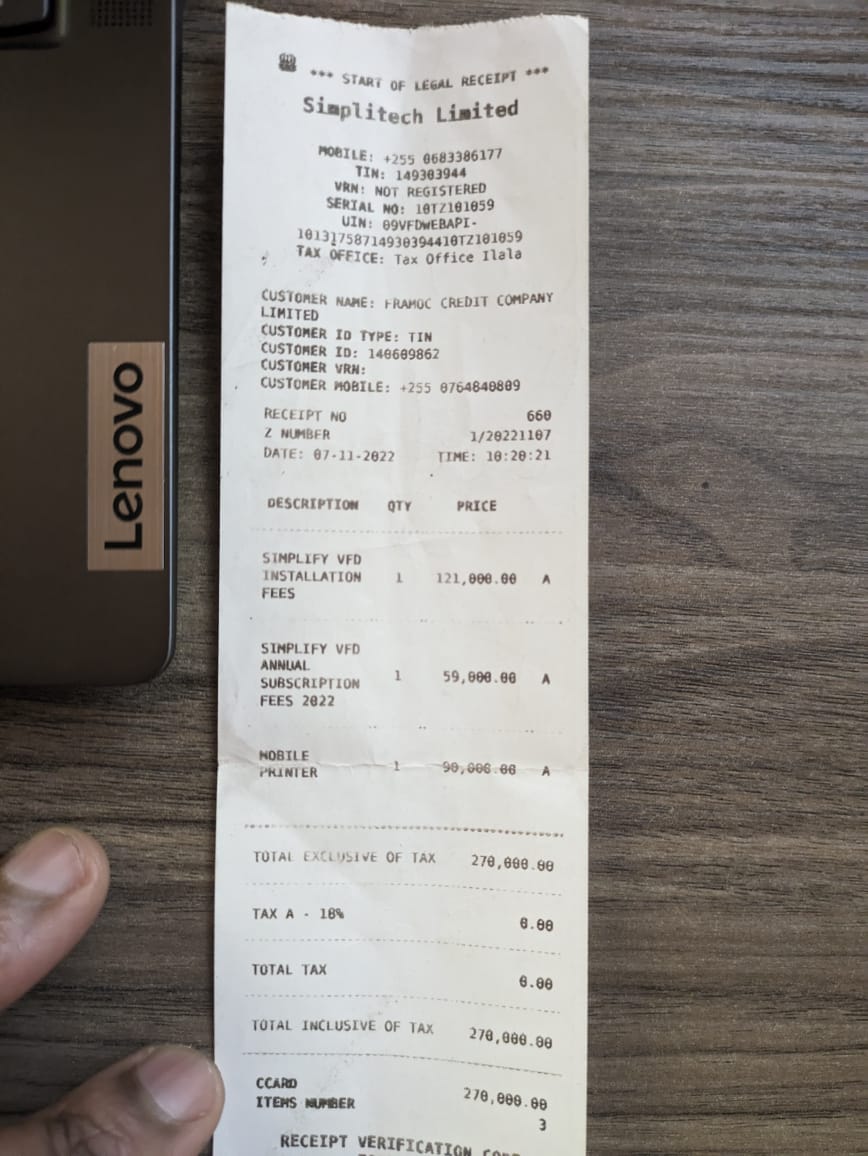 *** START OF LEGAL RECEIPT ***
Simplitech Limited
MOBILE: +255 0683386177
TIN: 149303944
VRN: NOT REGISTERED
SERIAL NO: 10TZ101059
UIN: 09VFDWEBAPI-
10131758714930394410TZ101059
TAX OFFICE: Tax Office Ilala
CUSTOMER NAME: FRAMOC CREDIT COMPANY
LIMITED
CUSTOMER ID TYPE: TIN
CUSTOMER ID: 140609862
CUSTOMER VRN:
CUSTOMER MOBILE: +255 0764840809
RECEIPT NO 660
Z NUMBER 1/20221107
DATE: 07-11-2022 TIME: 10:20:21
DESCRIPTION QTY PRICE
SIMPLIFY VFD
INSTALLATION 1 121,000.00 A
FEES
SIMPLIFY VFD
ANNUAL
SUBSCRIPTION 1 59,000.00 A
FEES 2022
MOBILE
PRINTER 1 90,000.00 A
TOTAL EXCLUSIVE OF TAX 270,000.00
TAX A - 18% 0.00
TOTAL TAX 0.00
TOTAL INCLUSIVE OF TAX 270,000.00
CCARD 270,000.00
ITEMS NUMBER 3
RECEIPT VERIFICATION
Lenovo